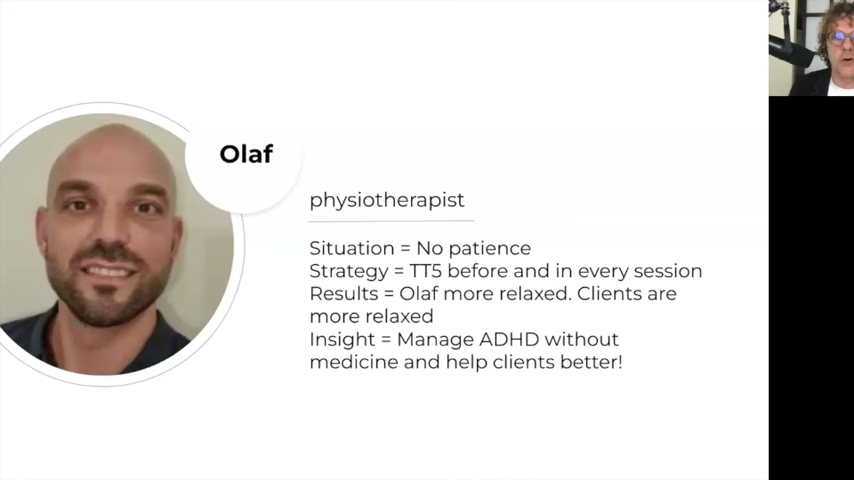 Olaf
physiotherapist
Situation = No patience
Strategy = TT5 before and in every session
Results = Olaf more relaxed. Clients are
more relaxed
Insight = Manage ADHD without
medicine and help clients better!